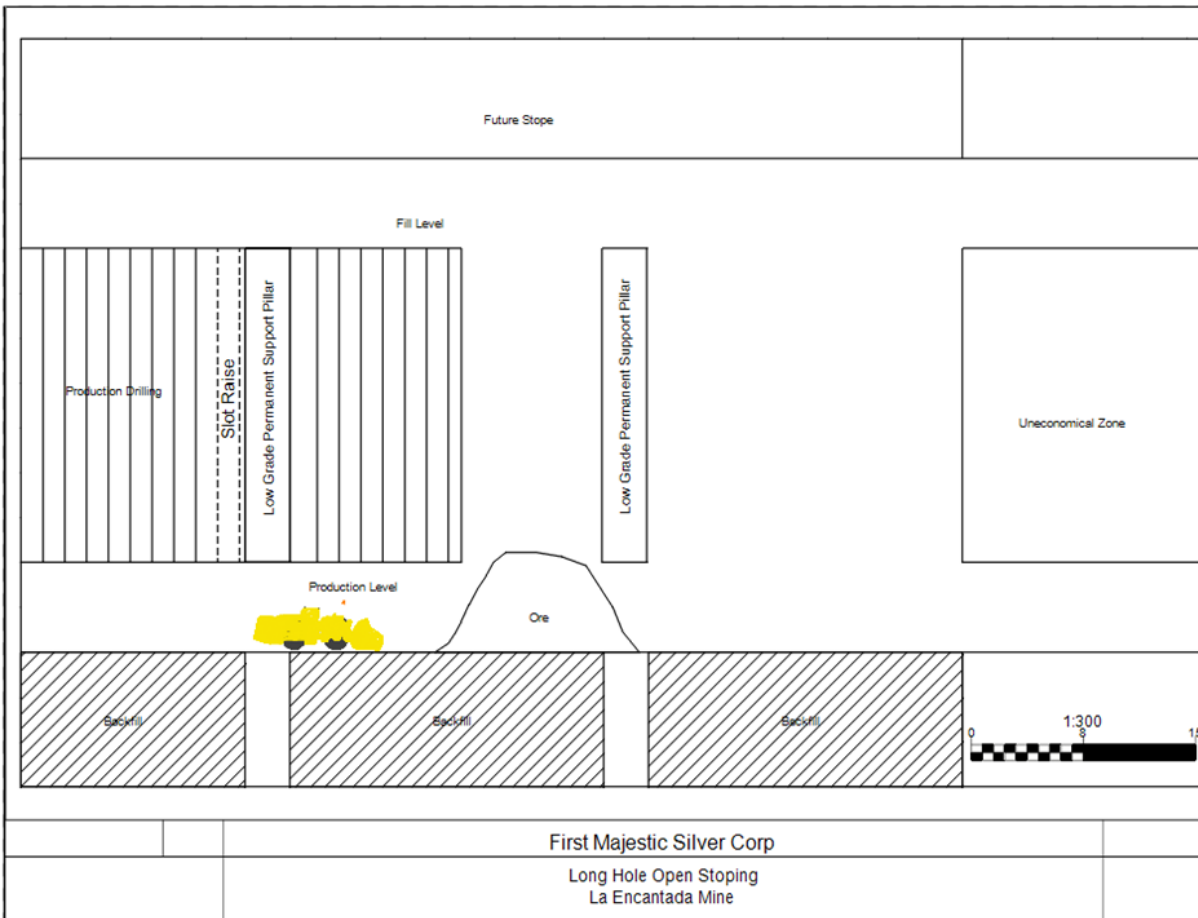 Future Stope
Fill Level
Production Drilling
Slot Raise
Low Grade Permanent Support Pillar
Low Grade Permanent Support Pillar
Uneconomical Zone
Production Level
Ore
Backfill
Backfill
Backfill
1:300
0 8
First Majestic Silver Corp
Long Hole Open Stoping
La Encantada Mine